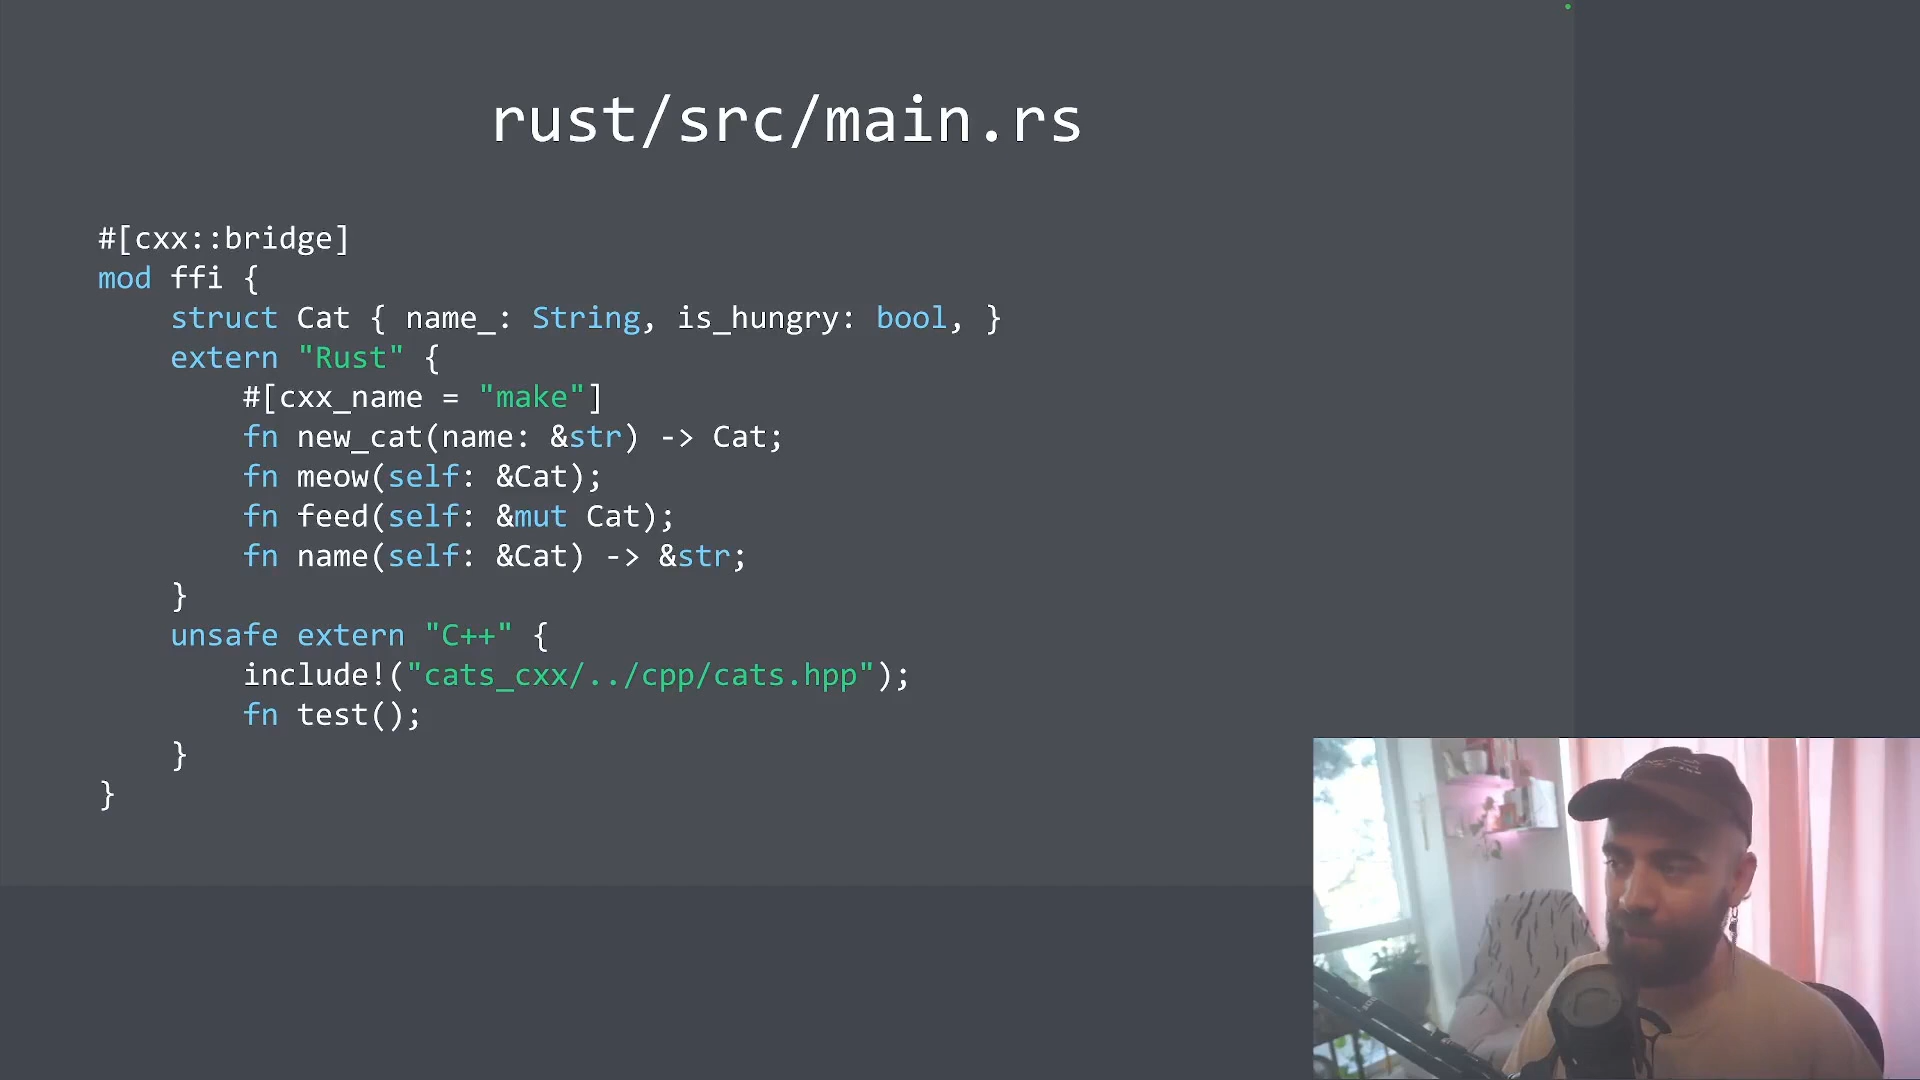 rust/src/main.rs
#[cxx::bridge]
mod ffi {
    struct Cat { name_: String, is_hungry: bool, }
    extern "Rust" {
        #[cxx_name = "make"]
        fn new_cat(name: &str) -> Cat;
        fn meow(self: &Cat);
        fn feed(self: &mut Cat);
        fn name(self: &Cat) -> &str;
    }
    unsafe extern "C++" {
        include!("cats_cxx/../cpp/cats.hpp");
        fn test();
    }
}